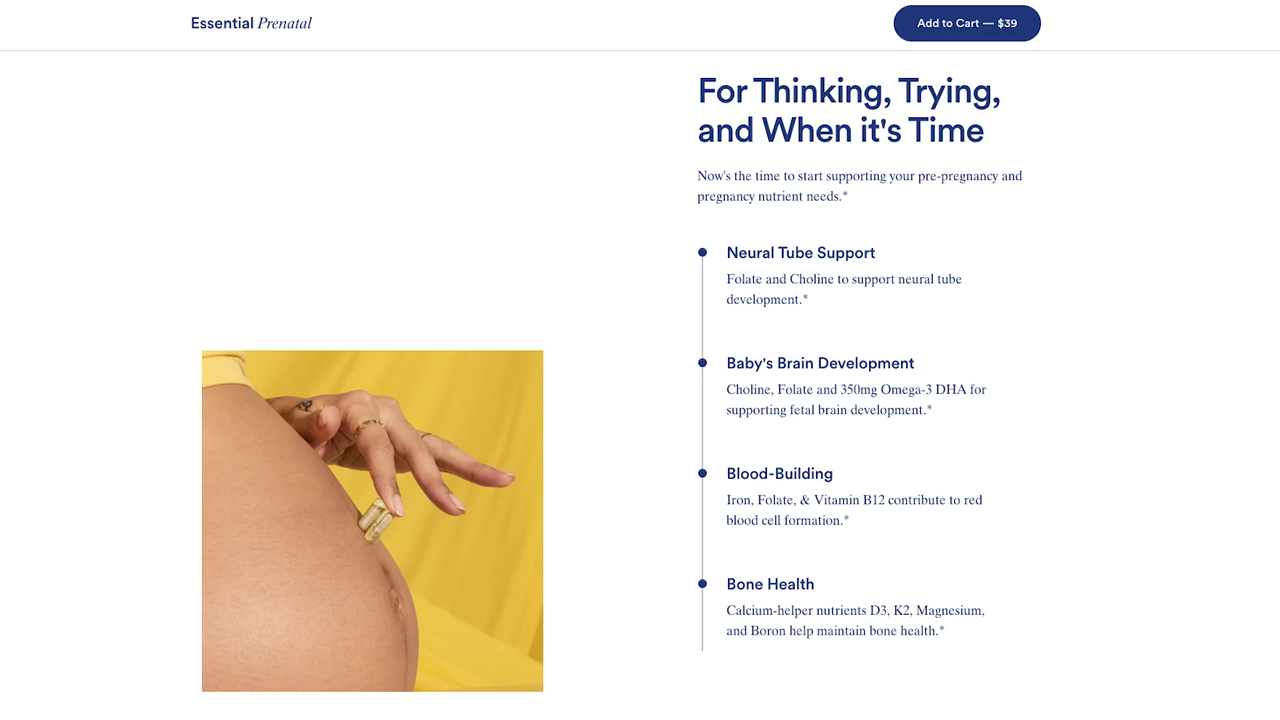 Essential Prenatal
Add to Cart — $39
For Thinking, Trying,
and When it's Time
Now's the time to start supporting your pre-pregnancy and
pregnancy nutrient needs.*
Neural Tube Support
Folate and Choline to support neural tube
development.*
Baby's Brain Development
Choline, Folate and 350mg Omega-3 DHA for
supporting fetal brain development.*
Blood-Building
Iron, Folate, & Vitamin B12 contribute to red
blood cell formation.*
Bone Health
Calcium-helper nutrients D3, K2, Magnesium,
and Boron help maintain bone health.*